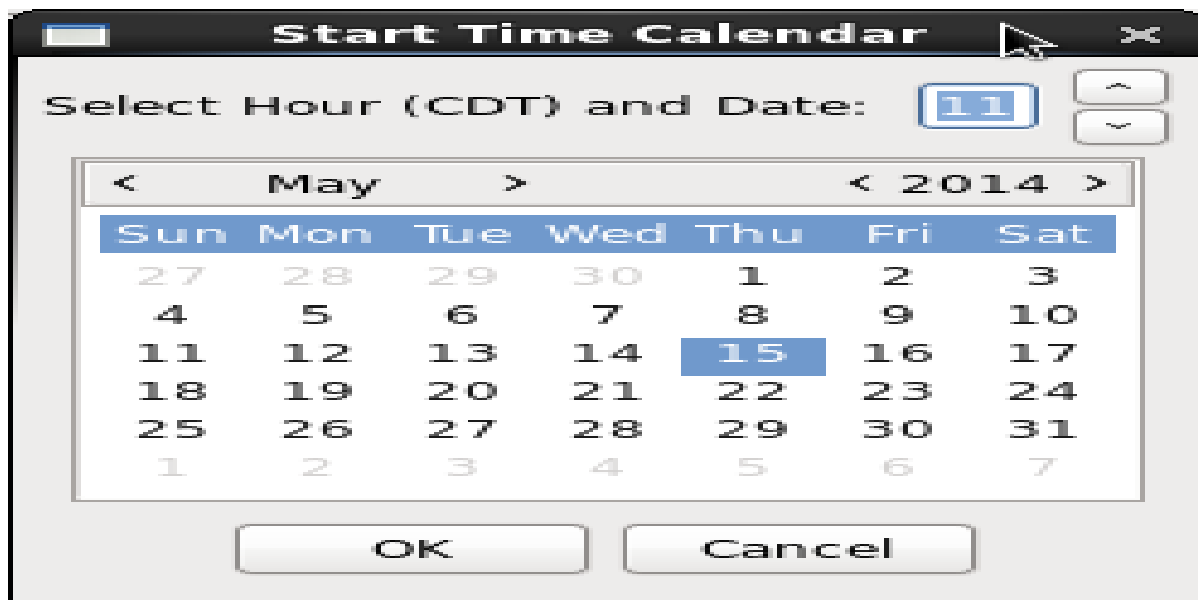 Start Time Calendar
Select Hour (CDT) and Date: 11
< May > < 2014 >
Sun Mon Tue Wed Thu Fri Sat
27 28 29 30 1 2 3
4 5 6 7 8 9 10
11 12 13 14 15 16 17
18 19 20 21 22 23 24
25 26 27 28 29 30 31
1 2 3 4 5 6 7
OK Cancel